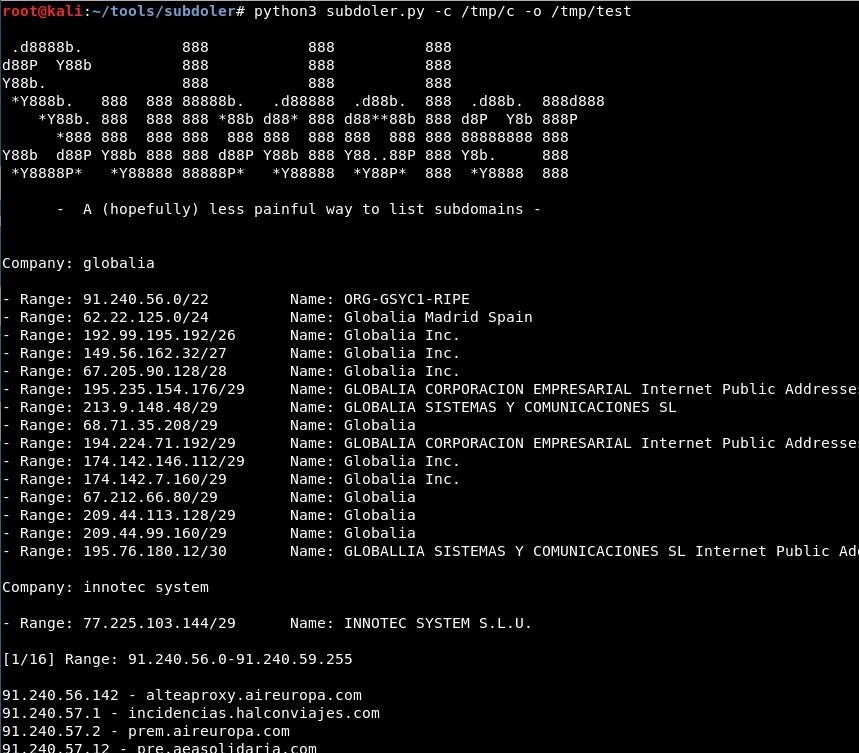 root@kali:~/tools/subdoler# python3 subdoler.py -c /tmp/c -o /tmp/test
 .d8888b.           888           888          888
d88P  Y88b          888           888          888
Y88b.               888           888          888
 *Y888b.   888  888 88888b.   .d88888  .d88b.  888  .d88b.  888d888
    *Y88b. 888  888 888 *88b d88* 888 d88**88b 888 d8P  Y8b 888P
      *888 888  888 888  888 888  888 888  888 888 88888888 888
Y88b  d88P Y88b 888 888 d88P Y88b 888 Y88..88P 888 Y8b.     888
 *Y8888P*   *Y88888 88888P*   *Y88888  *Y88P*  888  *Y8888  888
- A (hopefully) less painful way to list subdomains -
Company: globalia
- Range: 91.240.56.0/22 Name: ORG-GSYC1-RIPE
- Range: 62.22.125.0/24 Name: Globalia Madrid Spain
- Range: 192.99.195.192/26 Name: Globalia Inc.
- Range: 149.56.162.32/27 Name: Globalia Inc.
- Range: 67.205.90.128/28 Name: Globalia Inc.
- Range: 195.235.154.176/29 Name: GLOBALIA CORPORACION EMPRESARIAL Internet Public Addresses
- Range: 213.9.148.48/29 Name: GLOBALIA SISTEMAS Y COMUNICACIONES SL
- Range: 68.71.35.208/29 Name: Globalia
- Range: 194.224.71.192/29 Name: GLOBALIA CORPORACION EMPRESARIAL Internet Public Addresses
- Range: 174.142.146.112/29 Name: Globalia Inc.
- Range: 174.142.7.160/29 Name: Globalia Inc.
- Range: 67.212.66.80/29 Name: Globalia
- Range: 209.44.113.128/29 Name: Globalia
- Range: 209.44.99.160/29 Name: Globalia
- Range: 195.76.180.12/30 Name: GLOBALLIA SISTEMAS Y COMUNICACIONES SL Internet Public Add
Company: innotec system
- Range: 77.225.103.144/29 Name: INNOTEC SYSTEM S.L.U.
[1/16] Range: 91.240.56.0-91.240.59.255
91.240.56.142 - alteaproxy.aireuropa.com
91.240.57.1 - incidencias.halconviajes.com
91.240.57.2 - prem.aireuropa.com
91.240.57.12 - pre.aeasolidaria.com